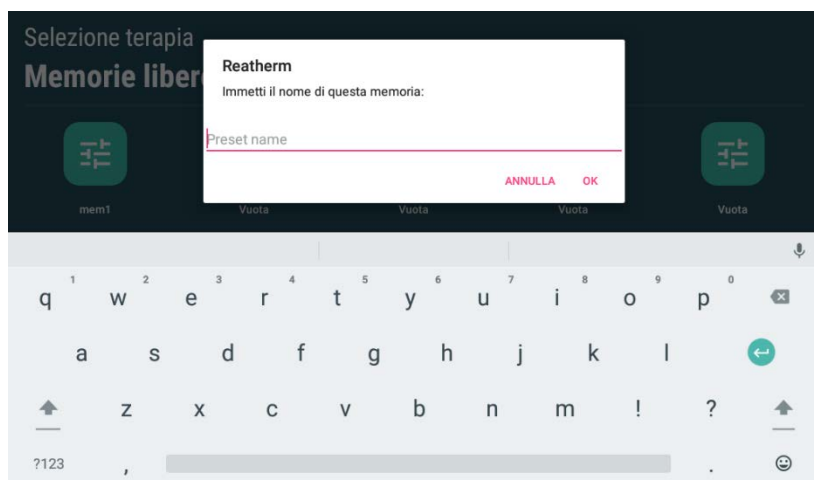 Selezione terapia
Memorie liber
Reatherm
Immetti il nome di questa memoria:
Preset name
ANNULLA OK
mem1 Vuota Vuota Vuota Vuota
1 2 3 4 5 6 7 8 9 0
q w e r t y u i o p
a s d f g h j k l
z x c v b n m ! ?
?123 , .